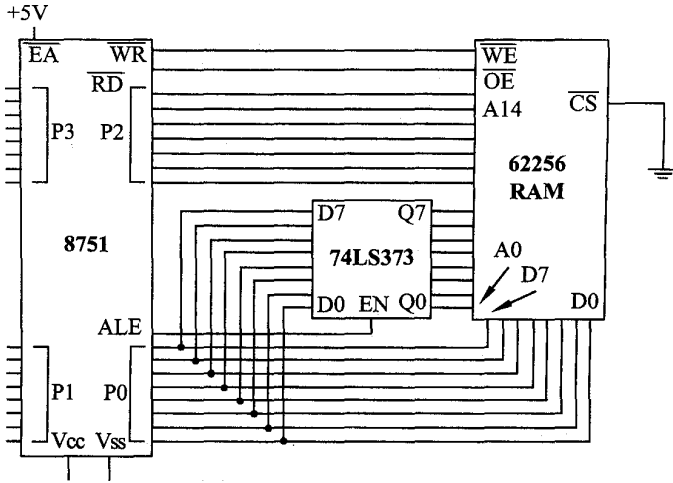 +5V
EA WR WE
RD OE
P3 P2 A14 CS
62256
RAM
D7 Q7
8751 74LS373 A0
D7
D0 EN Q0 D0
ALE
P1 P0
Vcc Vss